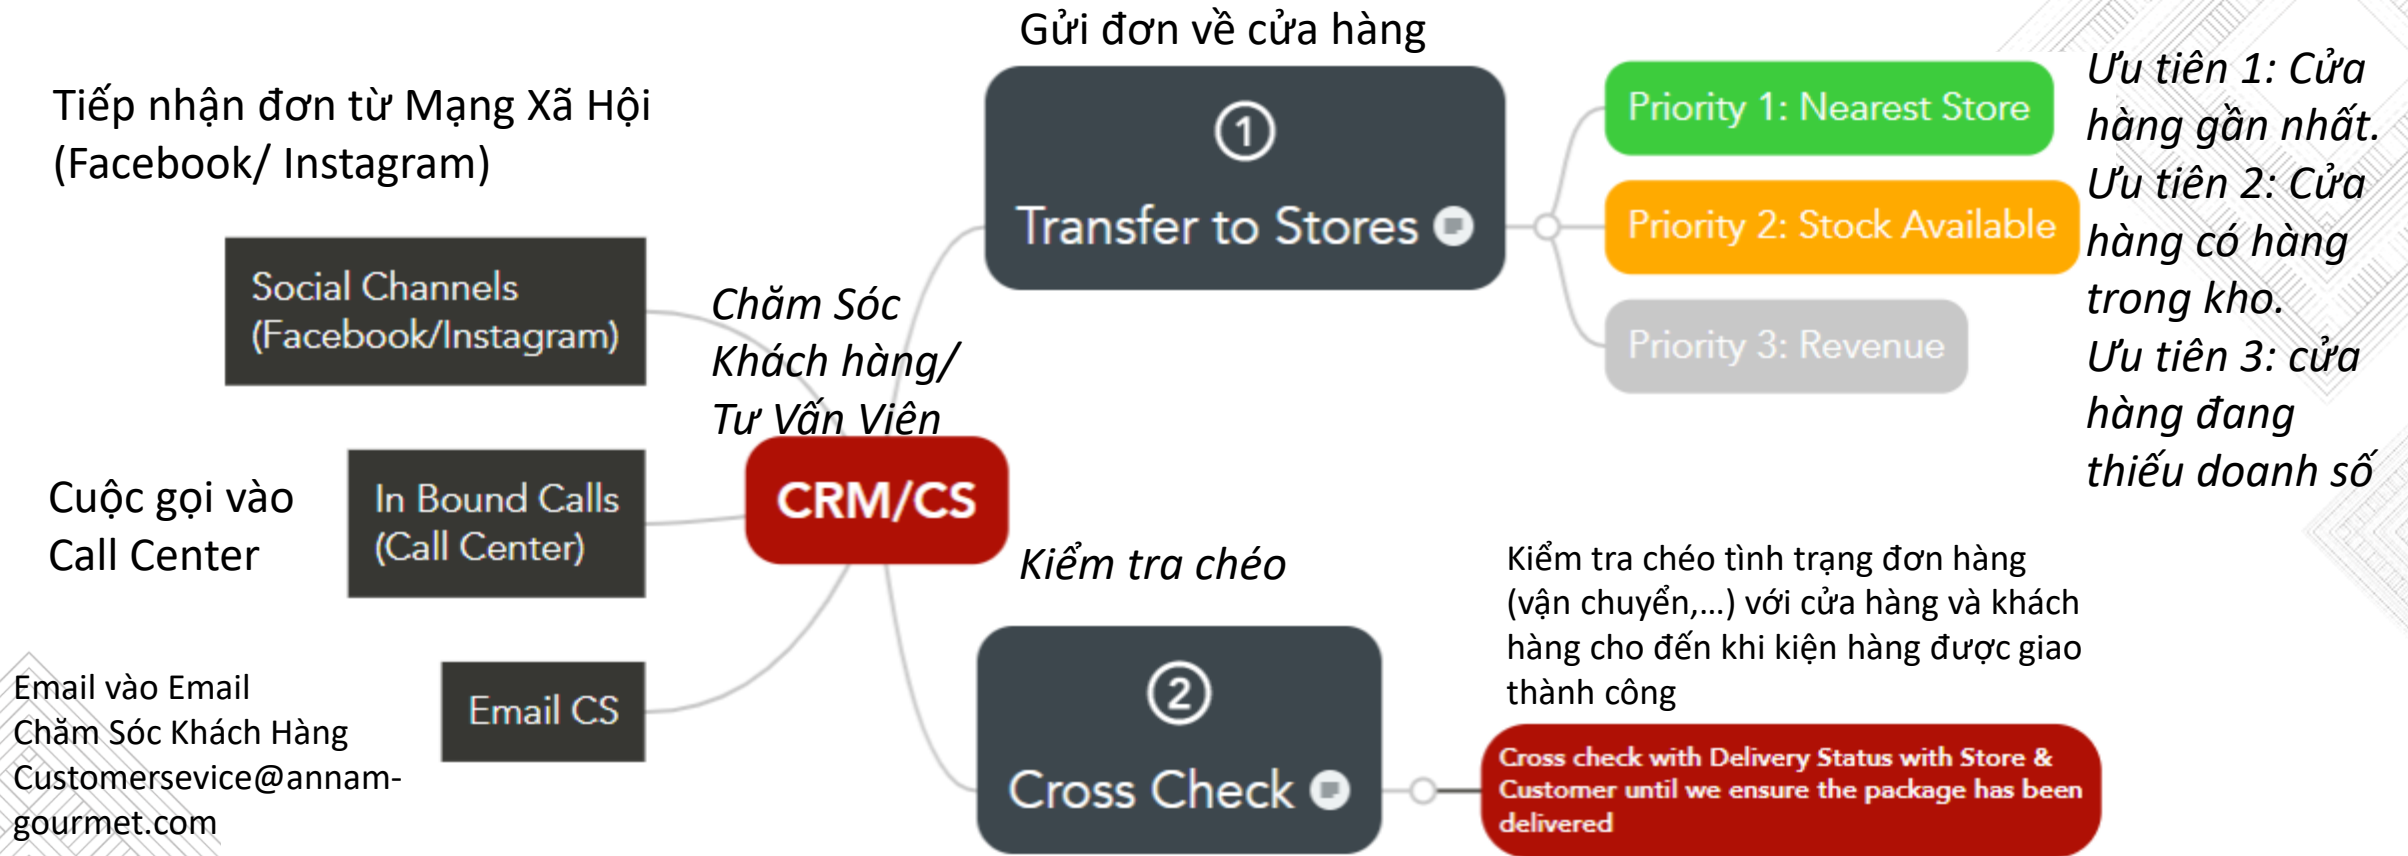 Gửi đơn về cửa hàng
Tiếp nhận đơn từ Mạng Xã Hội
(Facebook/ Instagram)
Social Channels
(Facebook/Instagram)
Cuộc gọi vào
Call Center
In Bound Calls
(Call Center)
Email vào Email
Chăm Sóc Khách Hàng
Customersevice@annam-
gourmet.com
Email CS
Chăm Sóc
Khách hàng/
Tư Vấn Viên
CRM/CS
1
Transfer to Stores
Priority 1: Nearest Store
Priority 2: Stock Available
Priority 3: Revenue
Ưu tiên 1: Cửa
hàng gần nhất.
Ưu tiên 2: Cửa
hàng có hàng
trong kho.
Ưu tiên 3: cửa
hàng đang
thiếu doanh số
Kiểm tra chéo
2
Cross Check
Kiểm tra chéo tình trạng đơn hàng
(vận chuyển,...) với cửa hàng và khách
hàng cho đến khi kiện hàng được giao
thành công
Cross check with Delivery Status with Store &
Customer until we ensure the package has been
delivered